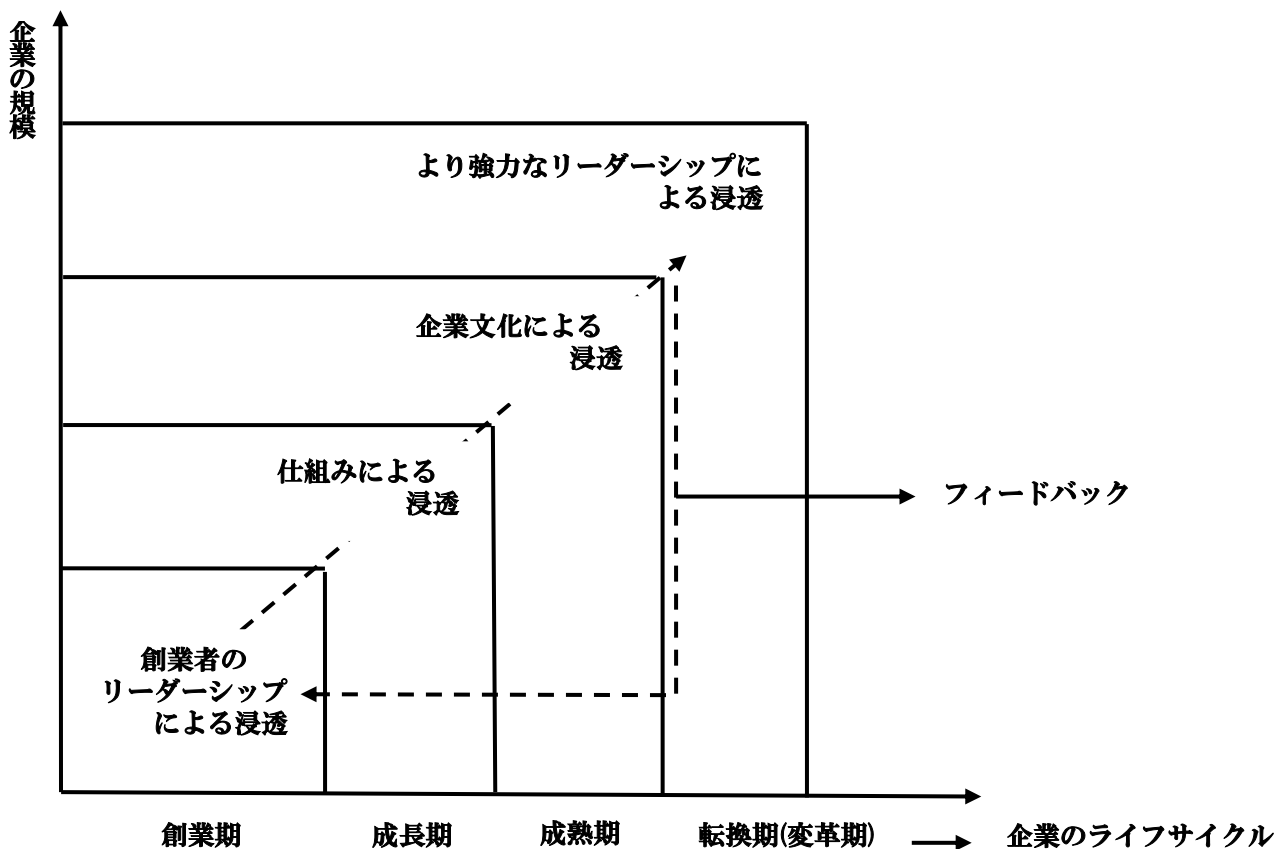 企業の規模
より強力なリーダーシップに
よる浸透
企業文化による
浸透
仕組みによる
浸透
フィードバック
創業者の
リーダーシップ
による浸透
創業期
成長期
成熟期
転換期(変革期)
企業のライフサイクル